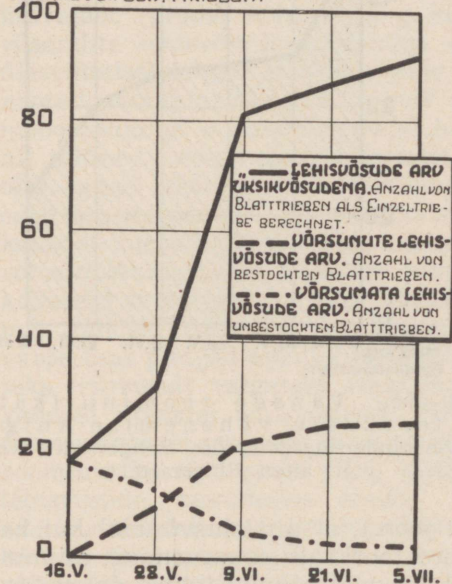 100
80
60
40
20
0
„ LEHISVÕSUDE ARV
ÜKSIKVÕSUDENA. ANZAHL VON
BLATTTRIEBEN ALS EINZELTRIE-
BE BERECHNET.
VÕRSUNUTE LEHIS-
VÕSUDE ARV. ANZAHL VON
BESTOCKTEN BLATTTRIEBEN.
VÕRSUMATA LEHIS-
VÕSUDE ARV. ANZAHL VON
UNBESTOCKTEN BLATTTRIEBEN.
16.V. 28.V. 9.VI. 21.VI. 5.VII.